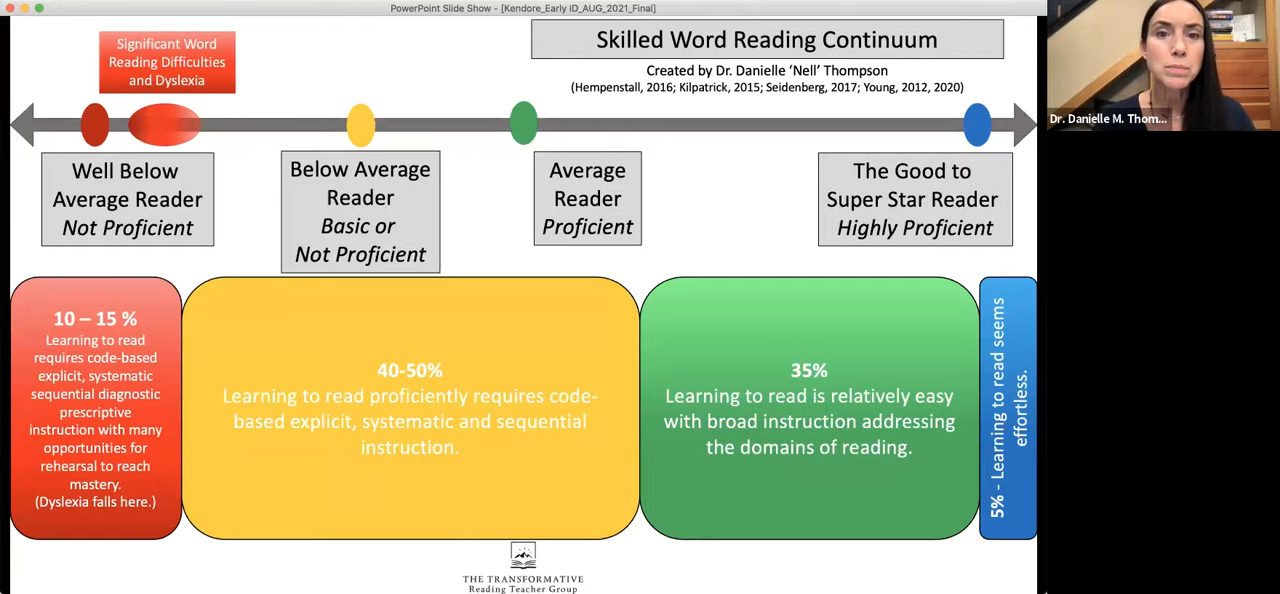 PowerPoint Slide Show - [Kendore_Early iD_AUG_2021_Final]
Significant Word
Reading Difficulties
and Dyslexia
Skilled Word Reading Continuum
Created by Dr. Danielle ‘Nell’ Thompson
(Hempenstall, 2016; Kilpatrick, 2015; Seidenberg, 2017; Young, 2012, 2020)
Dr. Danielle M. Thom...
Well Below
Average Reader
Not Proficient
Below Average
Reader
Basic or
Not Proficient
Average
Reader
Proficient
The Good to
Super Star Reader
Highly Proficient
10 – 15 %
Learning to read
requires code-based
explicit, systematic
sequential diagnostic
prescriptive
instruction with many
opportunities for
rehearsal to reach
mastery.
(Dyslexia falls here.)
40-50%
Learning to read proficiently requires code-
based explicit, systematic and sequential
instruction.
35%
Learning to read is relatively easy
with broad instruction addressing
the domains of reading.
5% - Learning to read seems
effortless.
THE TRANSFORMATIVE
Reading Teacher Group